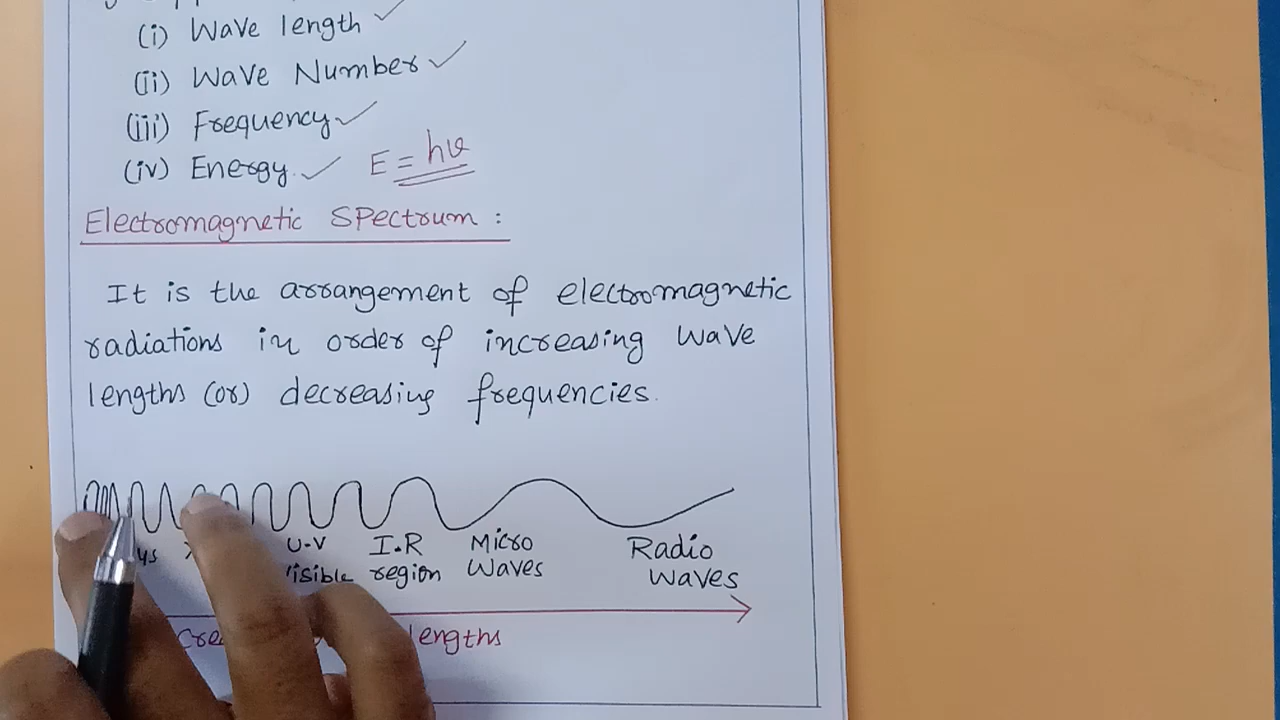 (i) Wave length
(ii) Wave Number
(iii) Frequency
(iv) Energy. E = hυ
Electromagnetic Spectrum :
It is the arrangement of electromagnetic
radiations in order of increasing wave
lengths (or) decreasing frequencies.
U-V I.R Micro Radio
region Waves waves
lengths